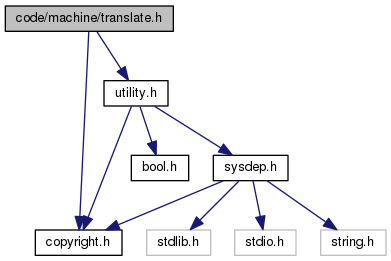 code/machine/translate.h
utility.h
bool.h
sysdep.h
copyright.h
stdlib.h
stdio.h
string.h